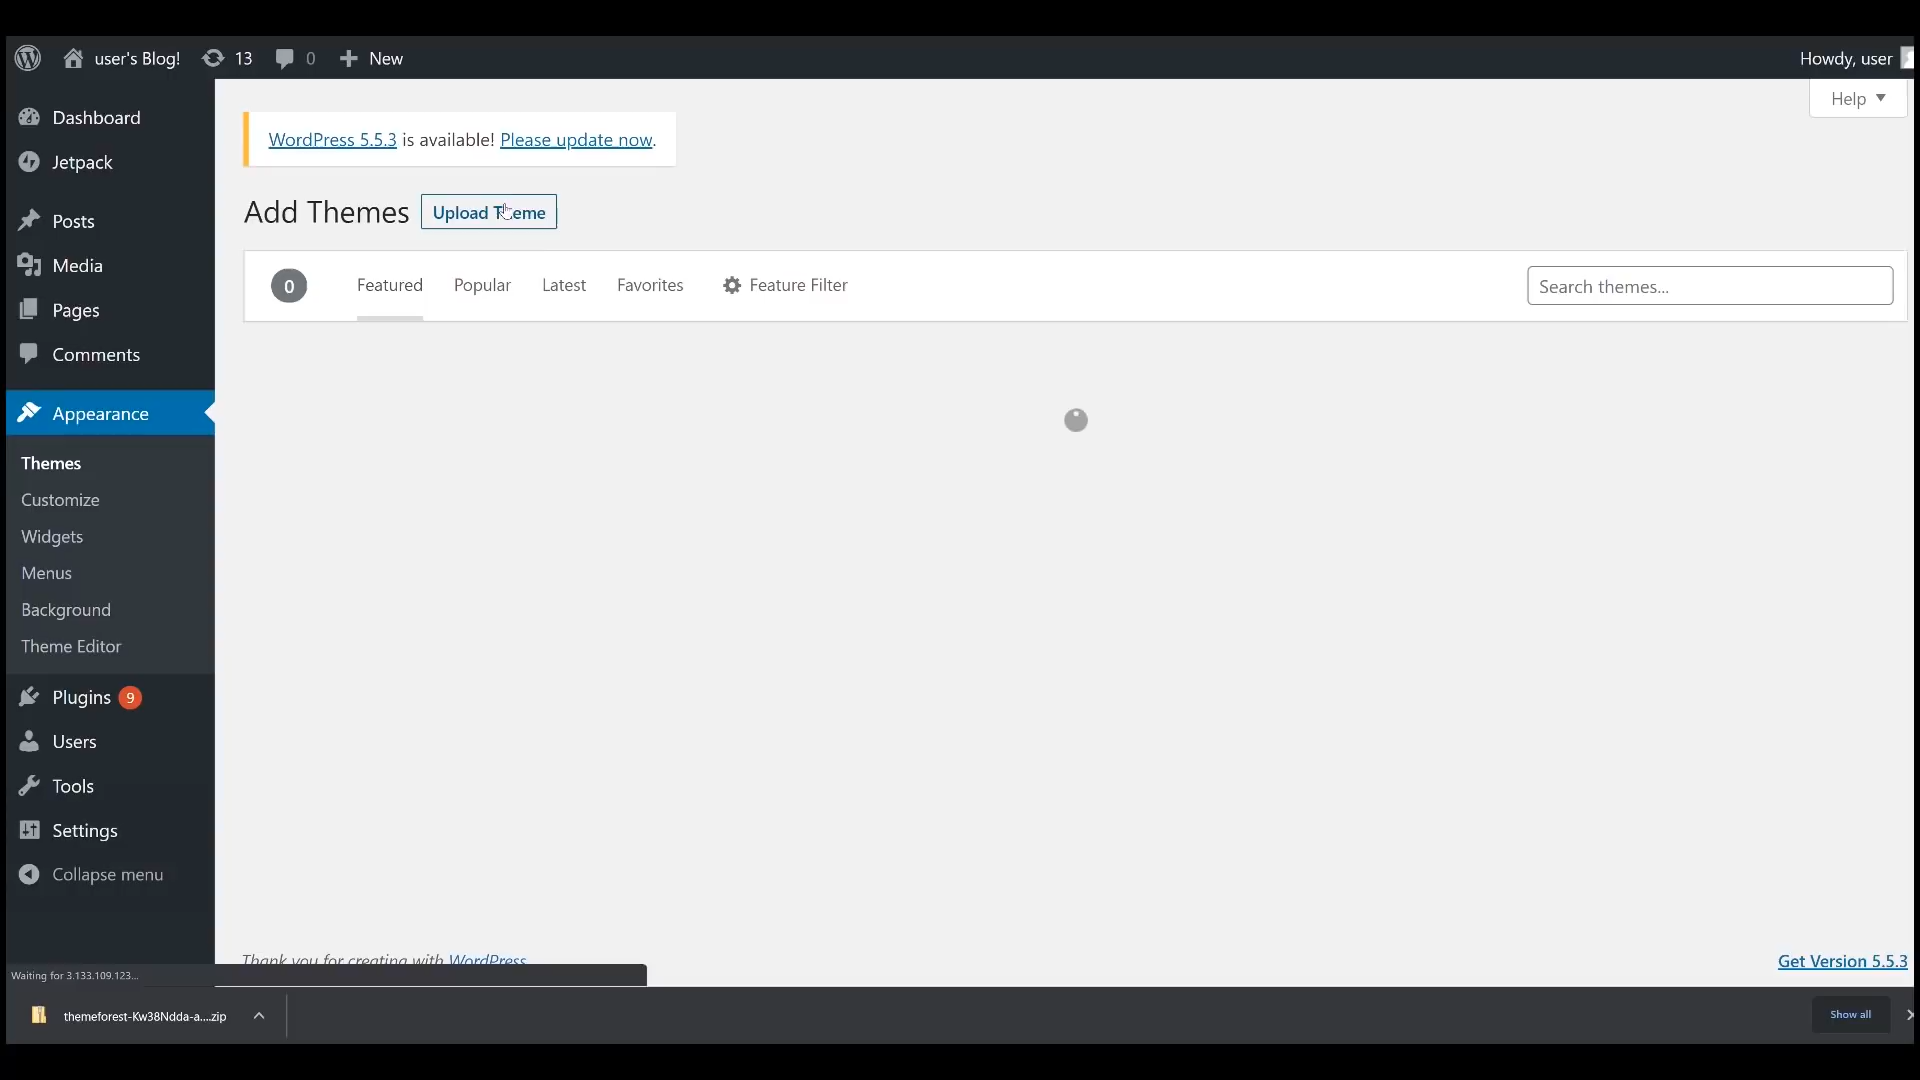 user's Blog! 13 0 New Howdy, user
Help
Dashboard
Jetpack
Posts
Media
Pages
Comments
Appearance
Themes
Customize
Widgets
Menus
Background
Theme Editor
Plugins 9
Users
Tools
Settings
Collapse menu
WordPress 5.5.3 is available! Please update now.
Add Themes Upload Theme
0 Featured Popular Latest Favorites Feature Filter Search themes...
Thank you for creating with WordPress
Get Version 5.5.3
Waiting for 3.133.109.123...
themeforest-Kw38Ndda-a....zip
Show all